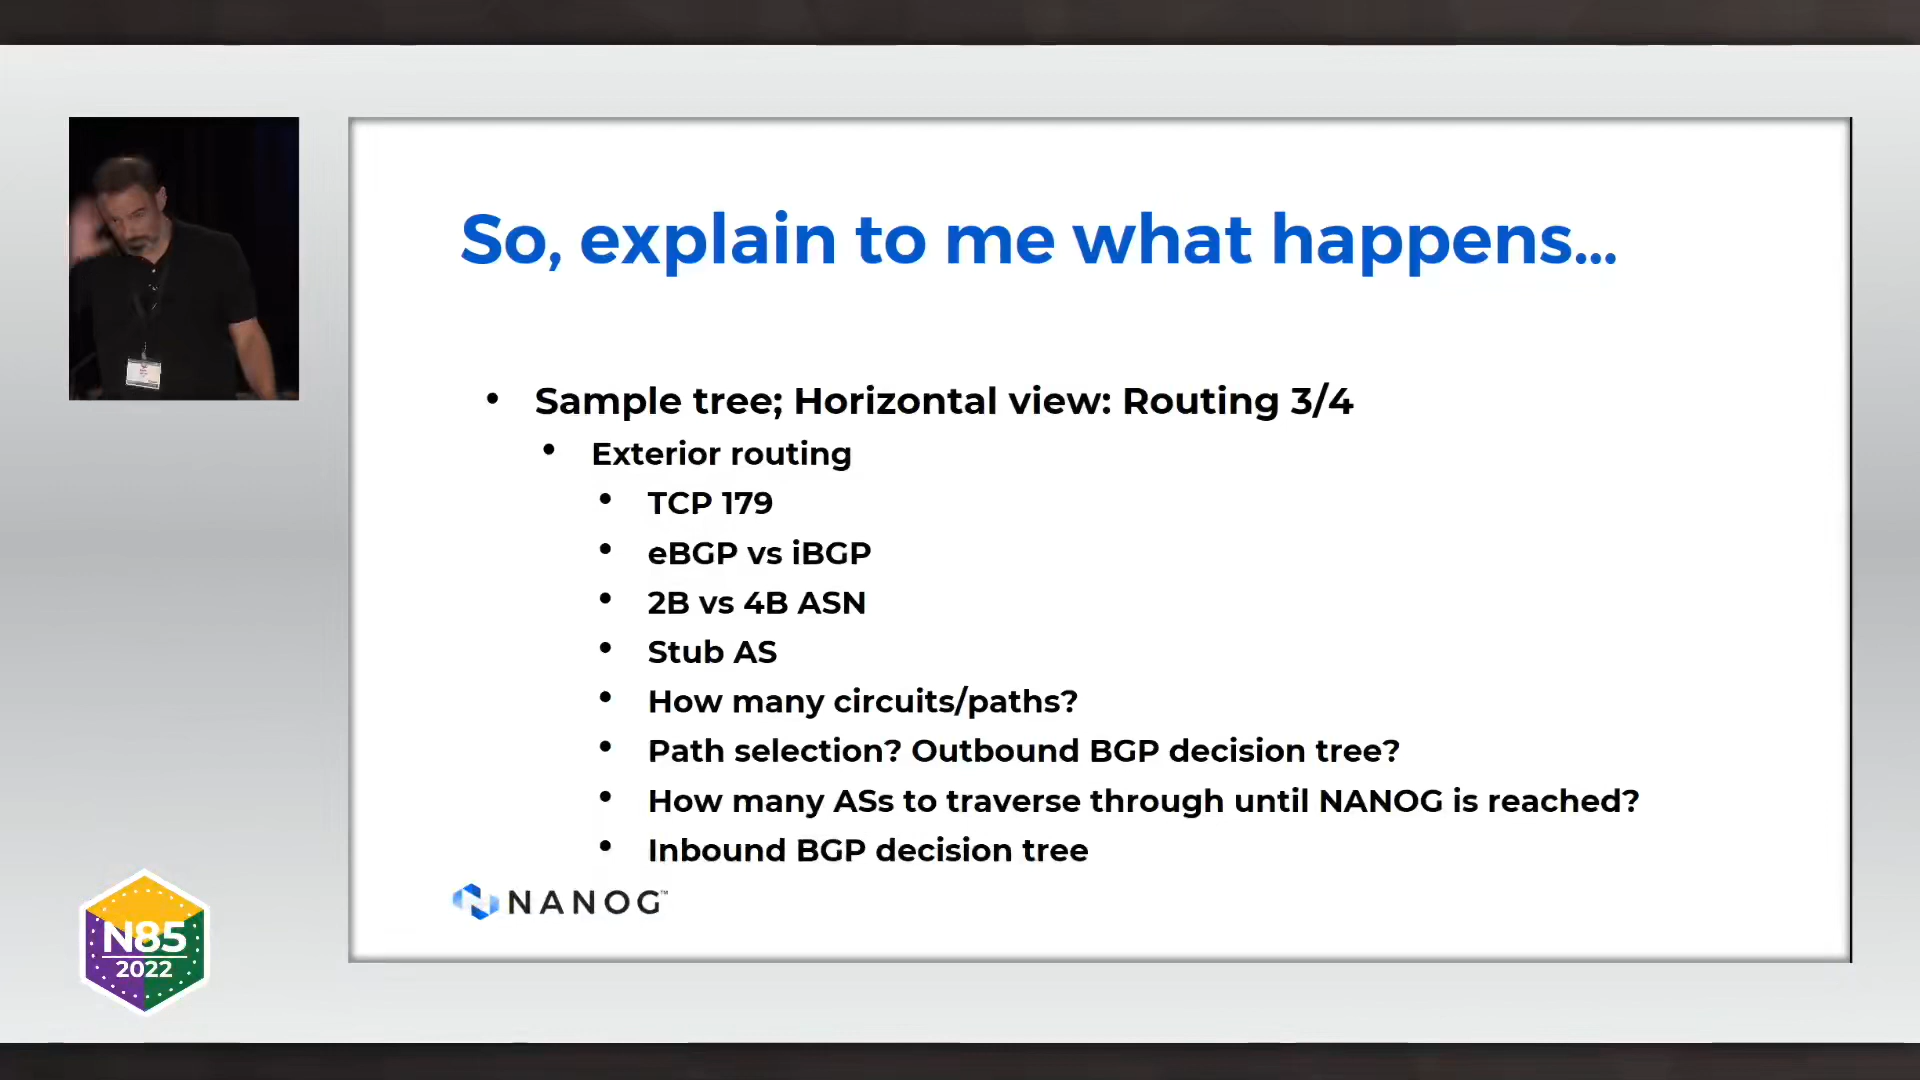 So, explain to me what happens...
• Sample tree; Horizontal view: Routing 3/4
• Exterior routing
• TCP 179
• eBGP vs iBGP
• 2B vs 4B ASN
• Stub AS
• How many circuits/paths?
• Path selection? Outbound BGP decision tree?
• How many ASs to traverse through until NANOG is reached?
• Inbound BGP decision tree
NANOG™
N85
2022